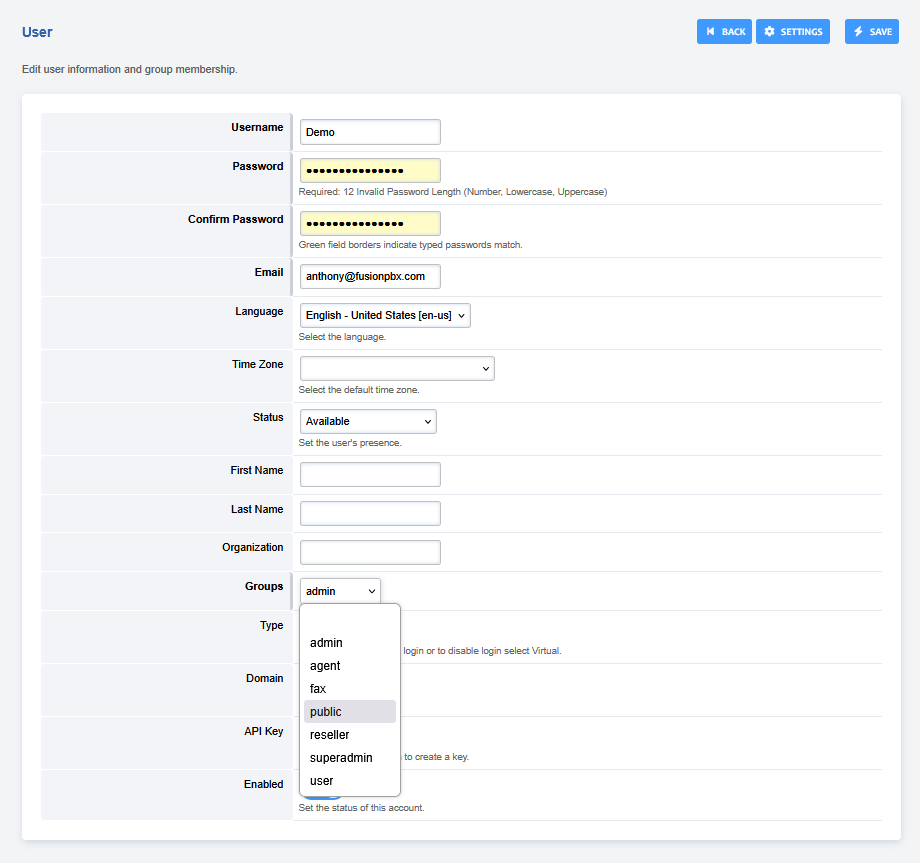 User
BACK
SETTINGS
SAVE
Edit user information and group membership.
Username
Demo
Password
•••••••••••••••
Required: 12 Invalid Password Length (Number, Lowercase, Uppercase)
Confirm Password
•••••••••••••••
Green field borders indicate typed passwords match.
Email
anthony@fusionpbx.com
Language
English - United States [en-us]
Select the language.
Time Zone
Select the default time zone.
Status
Available
Set the user's presence.
First Name
Last Name
Organization
Groups
admin
admin
agent
fax
public
reseller
superadmin
user
Type
login or to disable login select Virtual.
Domain
API Key
to create a key.
Enabled
Set the status of this account.